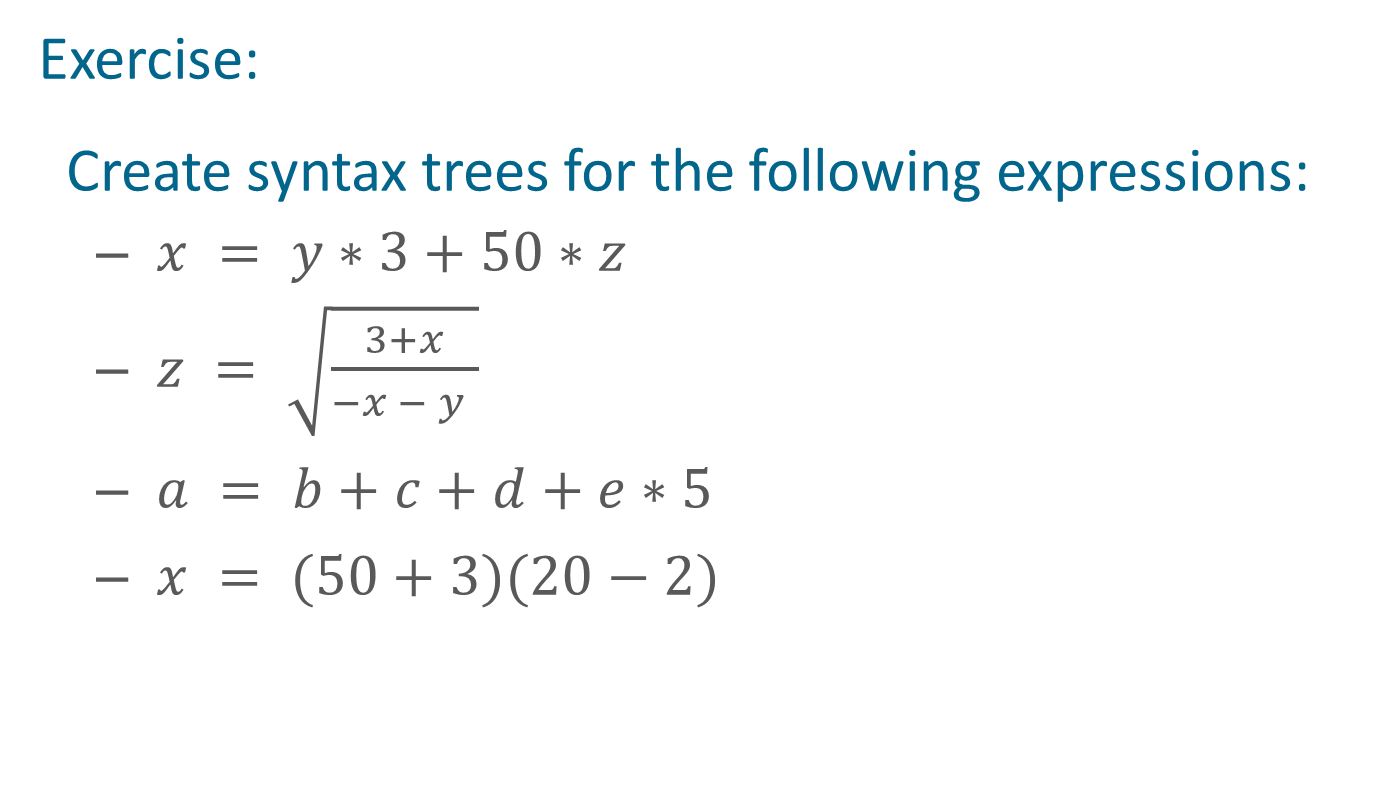 Exercise:
Create syntax trees for the following expressions:
– x = y ∗ 3 + 50 ∗ z
– z = √((3+x)/(−x − y))
– a = b + c + d + e ∗ 5
– x = (50 + 3)(20 − 2)